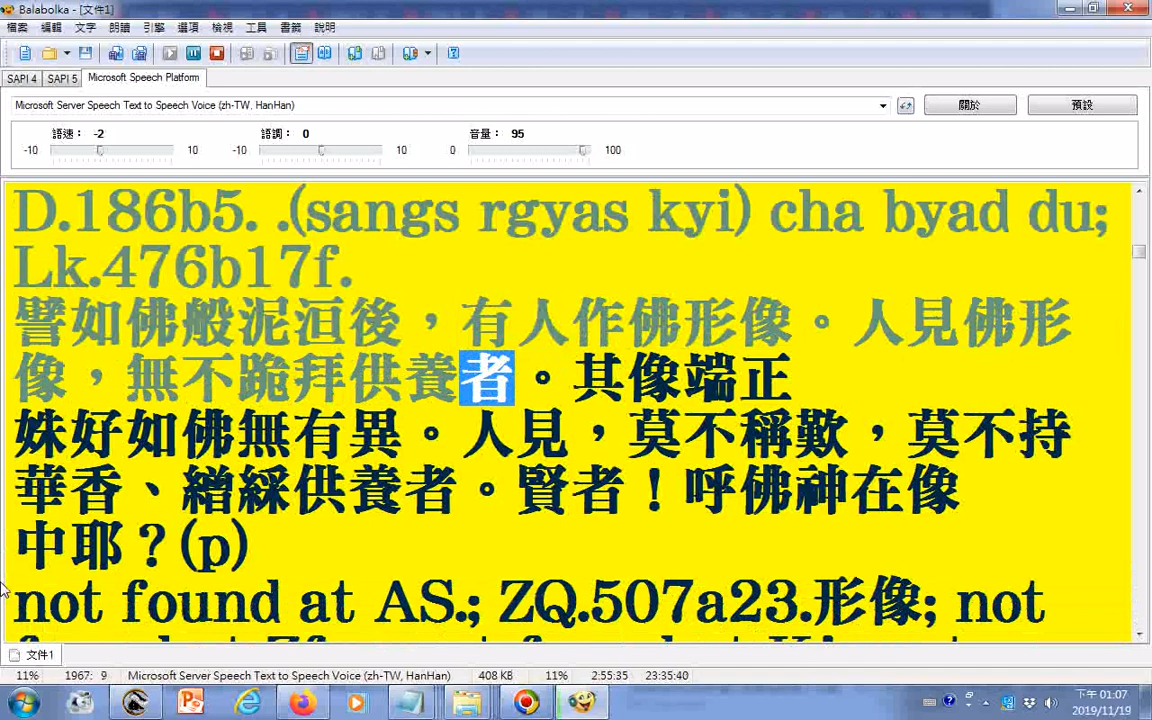 Balabolka - [文件1]
檔案 編輯 文字 朗讀 引擎 選項 檢視 工具 書籤 說明
SAPI 4 SAPI 5 Microsoft Speech Platform
Microsoft Server Speech Text to Speech Voice (zh-TW, HanHan) 關於 預設
語速： -2 語調： 0 音量： 95
-10 10 -10 10 0 100
D.186b5. .(sangs rgyas kyi) cha byad du;
Lk.476b17f.
譬如佛般泥洹後，有人作佛形像。人見佛形
像，無不跪拜供養者。其像端正
姝好如佛無有異。人見，莫不稱歎，莫不持
華香、繒綵供養者。賢者！呼佛神在像
中耶？(p)
not found at AS.; ZQ.507a23.形像; not
文件1
11% 1967: 9 Microsoft Server Speech Text to Speech Voice (zh-TW, HanHan) 408 KB 11% 2:55:35 23:35:40
下午 01:07
2019/11/19